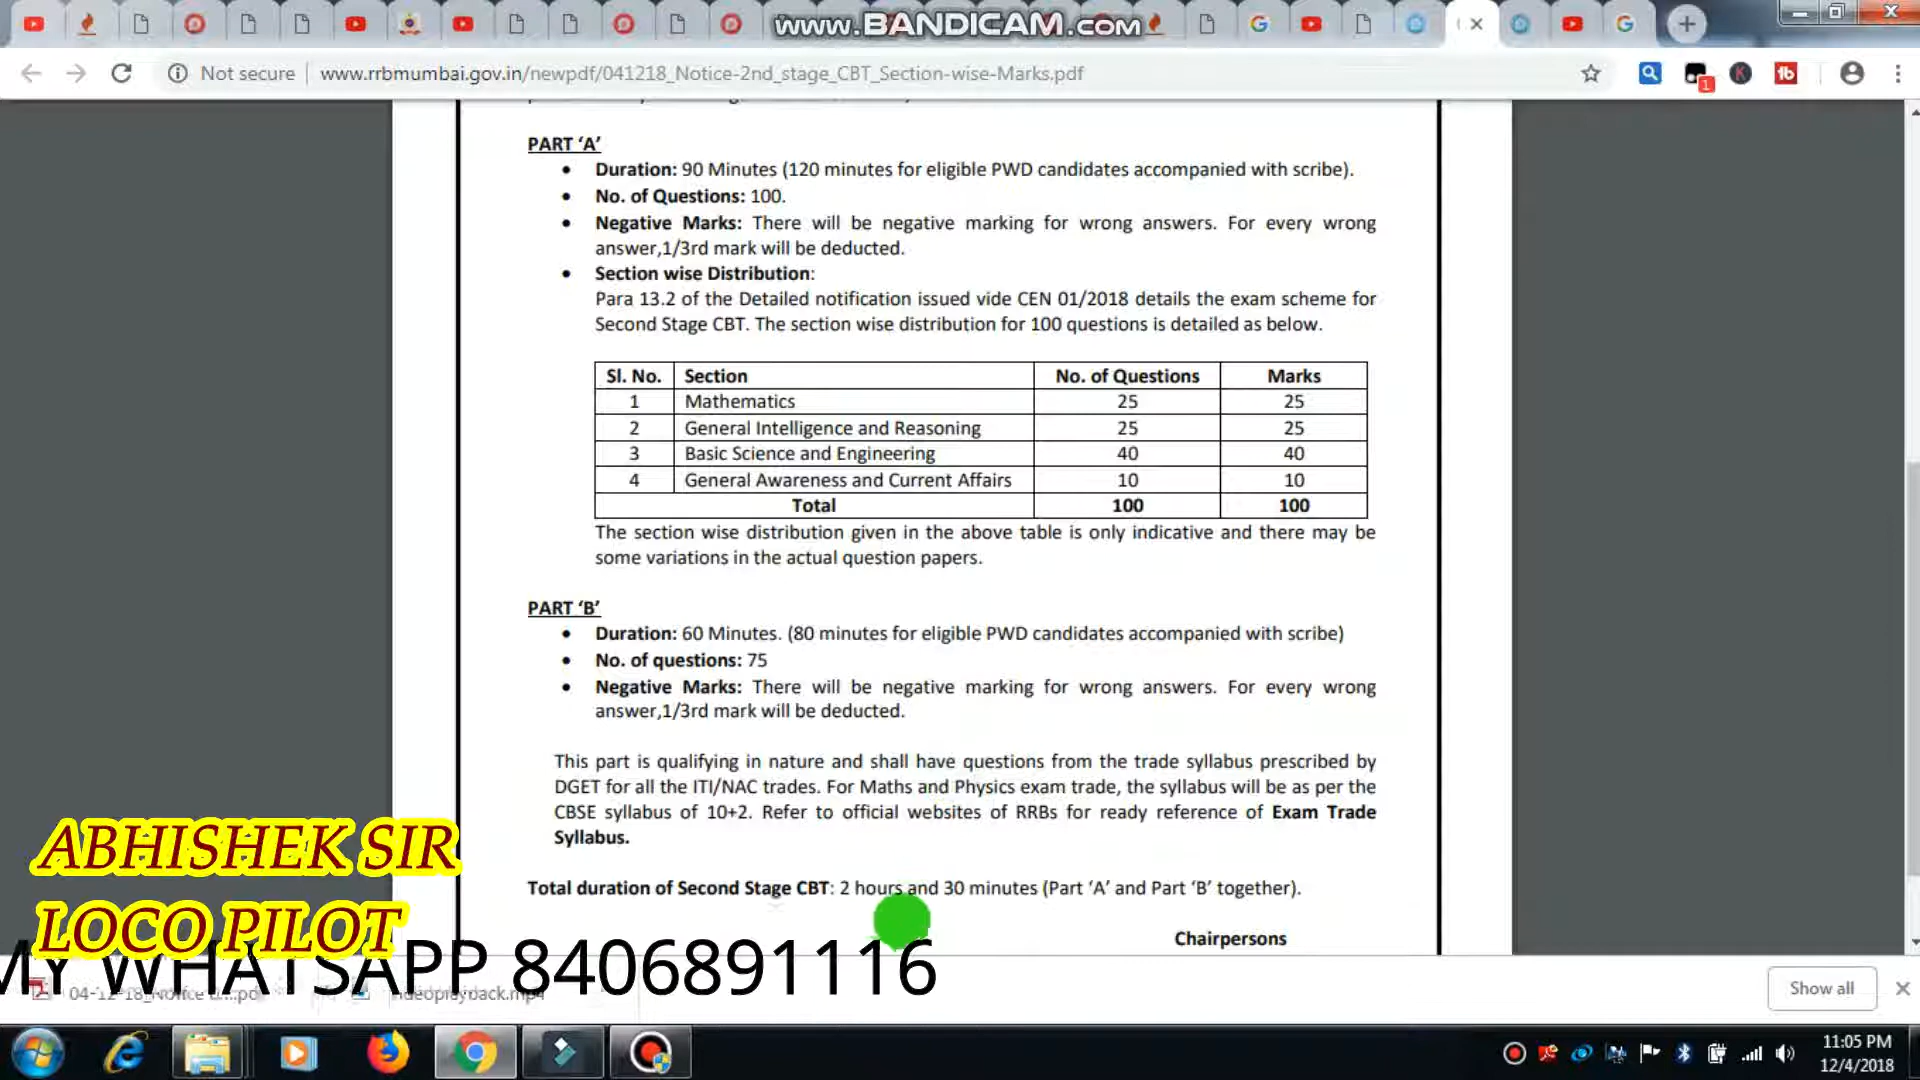 www.BANDICAM.com
Not secure | www.rrbmumbai.gov.in/newpdf/041218_Notice-2nd_stage_CBT_Section-wise-Marks.pdf
PART ‘A’
• Duration: 90 Minutes (120 minutes for eligible PWD candidates accompanied with scribe).
• No. of Questions: 100.
• Negative Marks: There will be negative marking for wrong answers. For every wrong
answer,1/3rd mark will be deducted.
• Section wise Distribution:
Para 13.2 of the Detailed notification issued vide CEN 01/2018 details the exam scheme for
Second Stage CBT. The section wise distribution for 100 questions is detailed as below.
Sl. No. Section No. of Questions Marks
1 Mathematics 25 25
2 General Intelligence and Reasoning 25 25
3 Basic Science and Engineering 40 40
4 General Awareness and Current Affairs 10 10
Total 100 100
The section wise distribution given in the above table is only indicative and there may be
some variations in the actual question papers.
PART ‘B’
• Duration: 60 Minutes. (80 minutes for eligible PWD candidates accompanied with scribe)
• No. of questions: 75
• Negative Marks: There will be negative marking for wrong answers. For every wrong
answer,1/3rd mark will be deducted.
This part is qualifying in nature and shall have questions from the trade syllabus prescribed by
DGET for all the ITI/NAC trades. For Maths and Physics exam trade, the syllabus will be as per the
CBSE syllabus of 10+2. Refer to official websites of RRBs for ready reference of Exam Trade
Syllabus.
Total duration of Second Stage CBT: 2 hours and 30 minutes (Part ‘A’ and Part ‘B’ together).
Chairpersons
ABHISHEK SIR
LOCO PILOT
MY WHATSAPP 8406891116
Show all
11:05 PM
12/4/2018